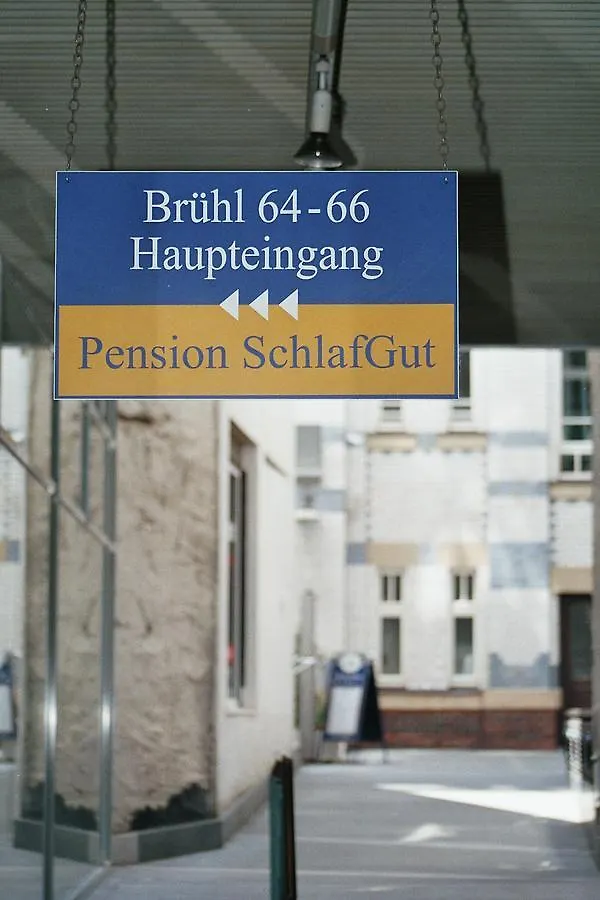 Brühl 64-66
Haupteingang
Pension SchlafGut